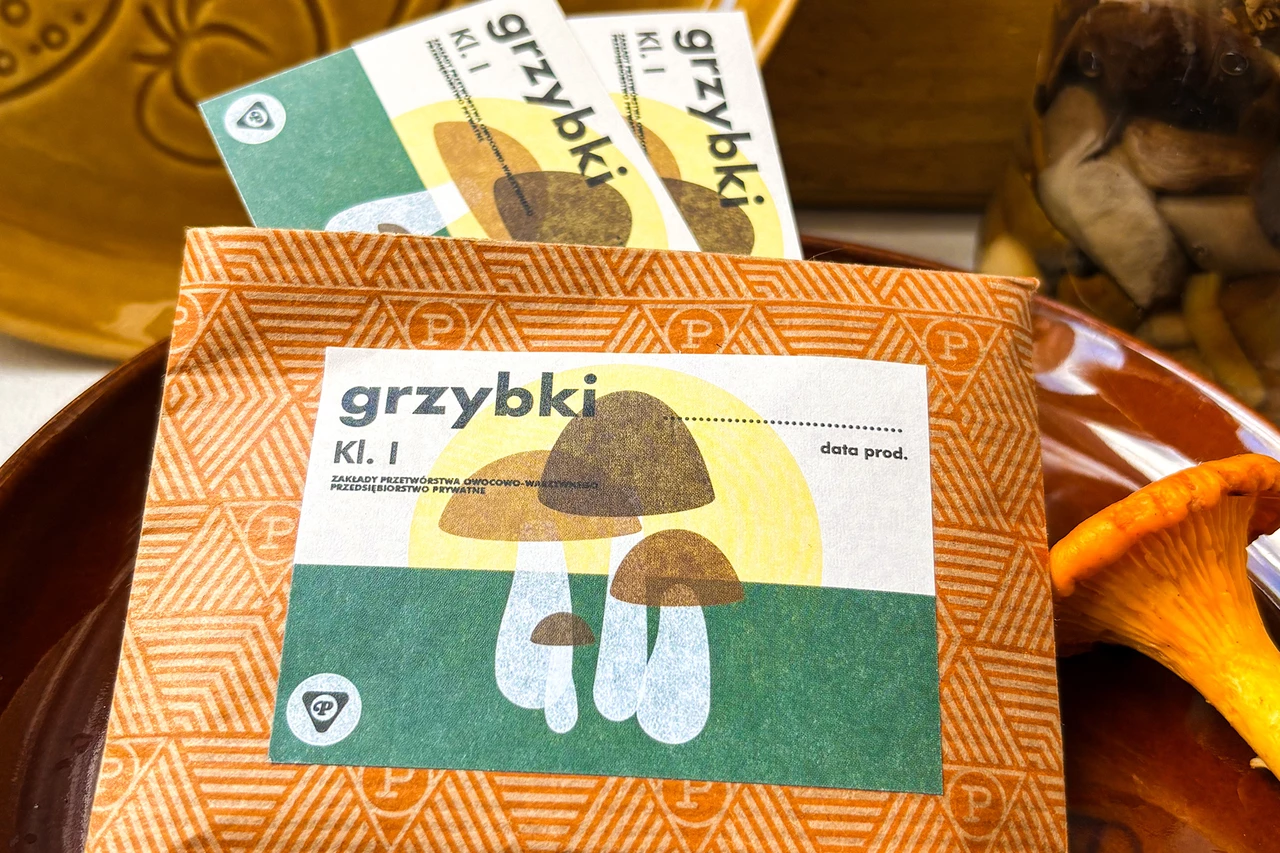 grzybki
Kl. I
grzybki
Kl. I
grzybki
Kl. I
ZAKŁADY PRZETWÓRSTWA OWOCOWO-WARZYWNEGO
PRZEDSIĘBIORSTWO PRYWATNE
data prod.
P
P
P
P
P
P
P
P
P